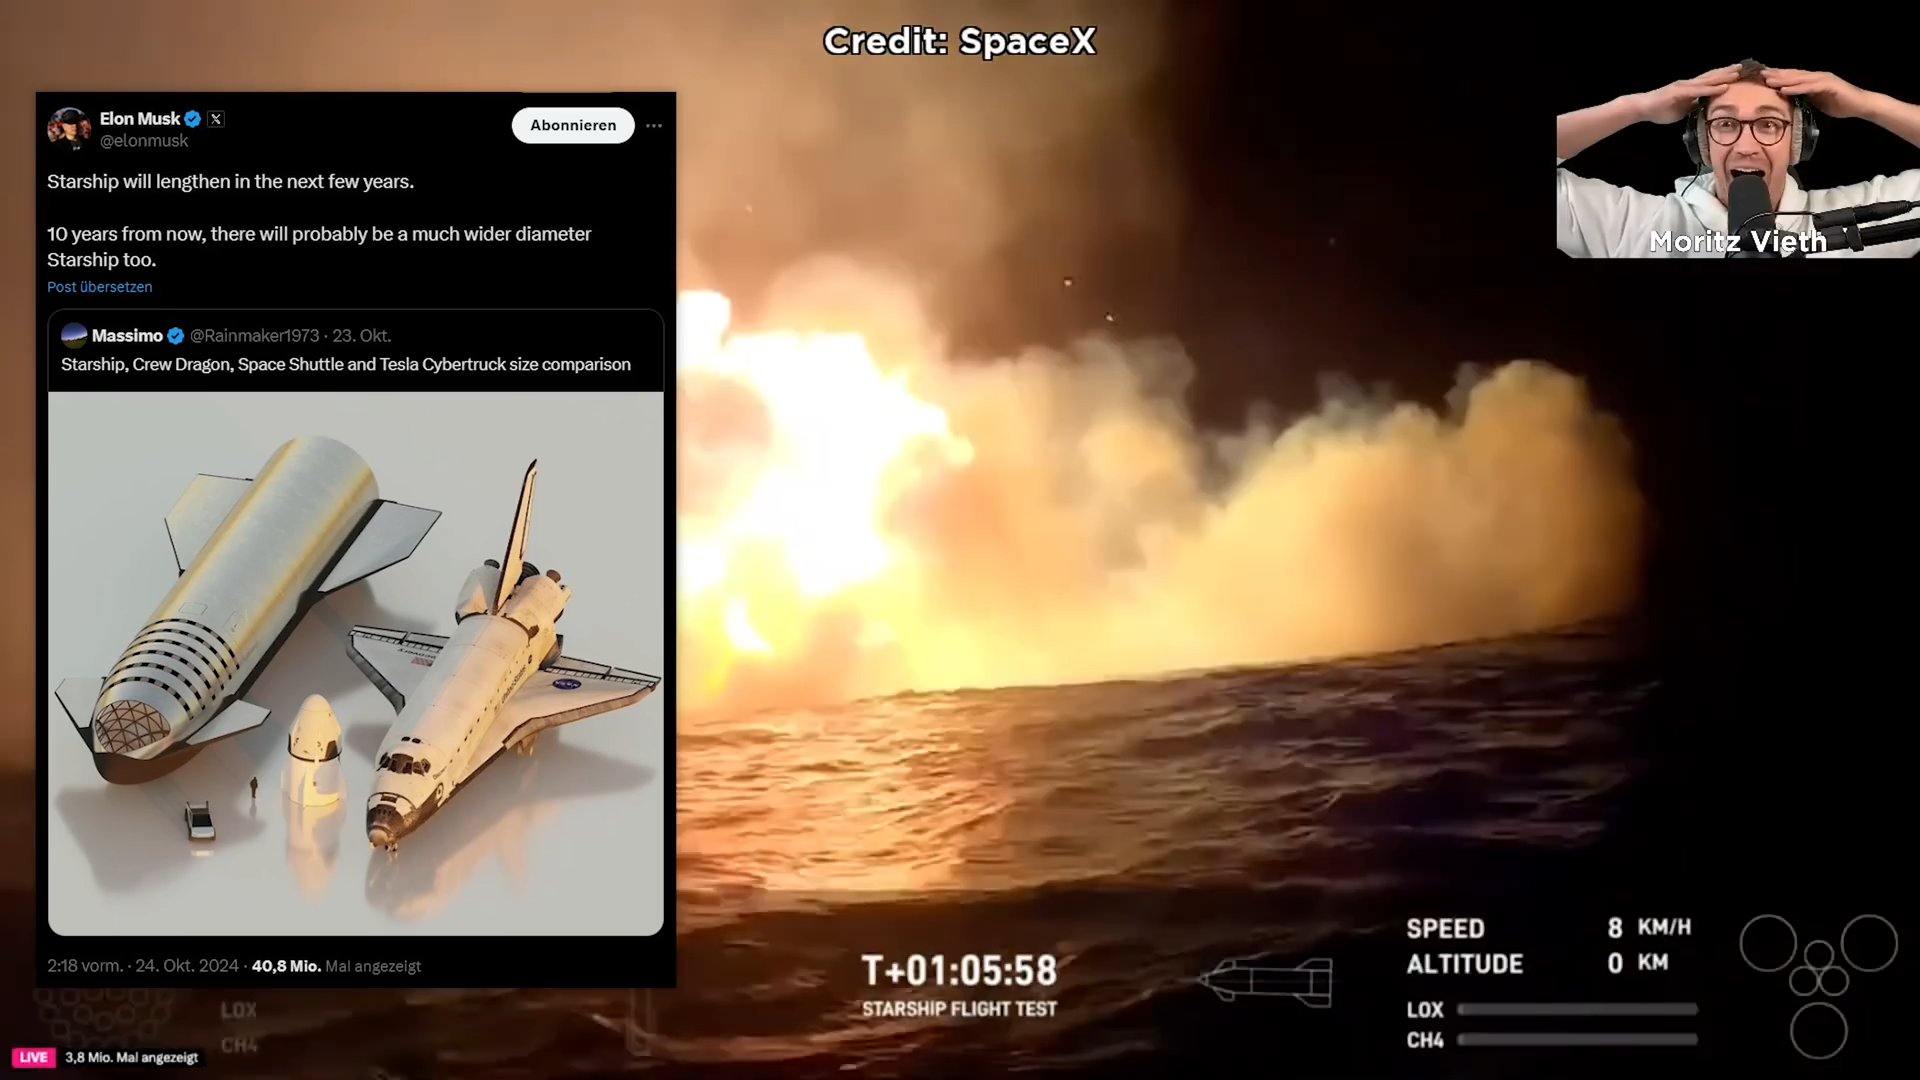 Credit: SpaceX
Elon Musk
@elonmusk
Abonnieren
Starship will lengthen in the next few years.
10 years from now, there will probably be a much wider diameter
Starship too.
Post übersetzen
Massimo @Rainmaker1973 · 23. Okt.
Starship, Crew Dragon, Space Shuttle and Tesla Cybertruck size comparison
2:18 vorm. · 24. Okt. 2024 · 40,8 Mio. Mal angezeigt
Moritz Vieth
LOX
CH4
LIVE 3,8 Mio. Mal angezeigt
T+01:05:58
STARSHIP FLIGHT TEST
SPEED 8 KM/H
ALTITUDE 0 KM
LOX
CH4